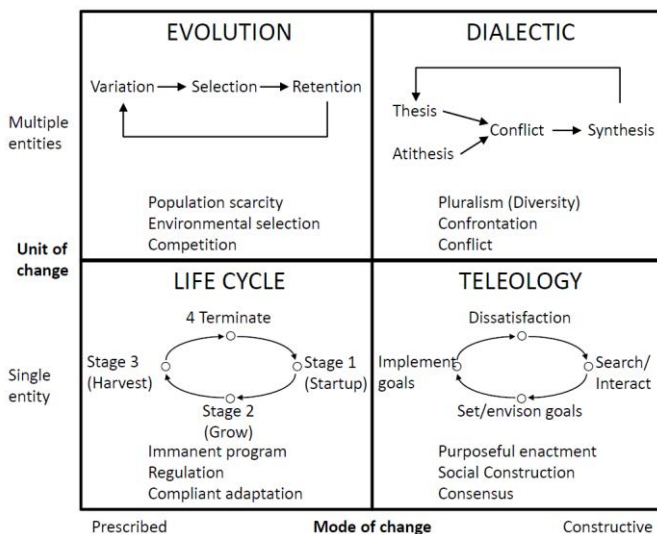 EVOLUTION
Variation Selection Retention
Population scarcity
Environmental selection
Competition
DIALECTIC
Thesis
Conflict Synthesis
Atithesis
Pluralism (Diversity)
Confrontation
Conflict
Multiple
entities
Unit of
change
Single
entity
LIFE CYCLE
4 Terminate
Stage 3
(Harvest)
Stage 1
(Startup)
Stage 2
(Grow)
Immanent program
Regulation
Compliant adaptation
TELEOLOGY
Dissatisfaction
Implement
goals
Search/
Interact
Set/envison goals
Purposeful enactment
Social Construction
Consensus
Prescribed Mode of change Constructive